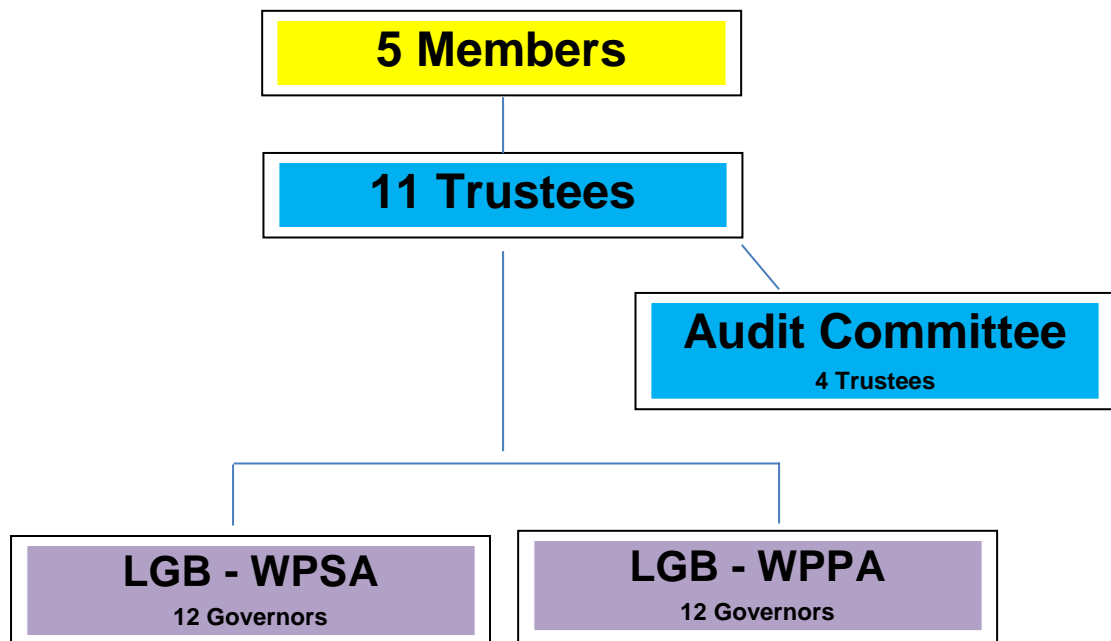 5 Members
11 Trustees
Audit Committee
4 Trustees
LGB - WPSA
12 Governors
LGB - WPPA
12 Governors